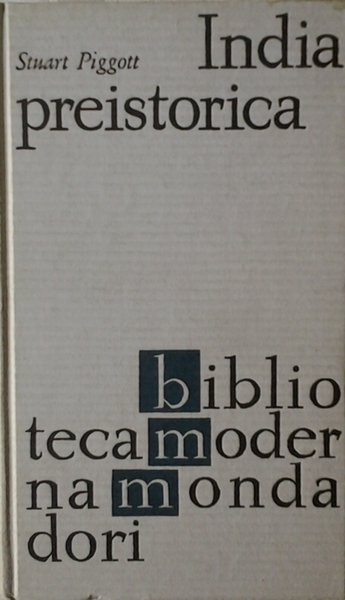 Stuart Piggott India
preistorica
biblio
tecamoder
namonda
dori